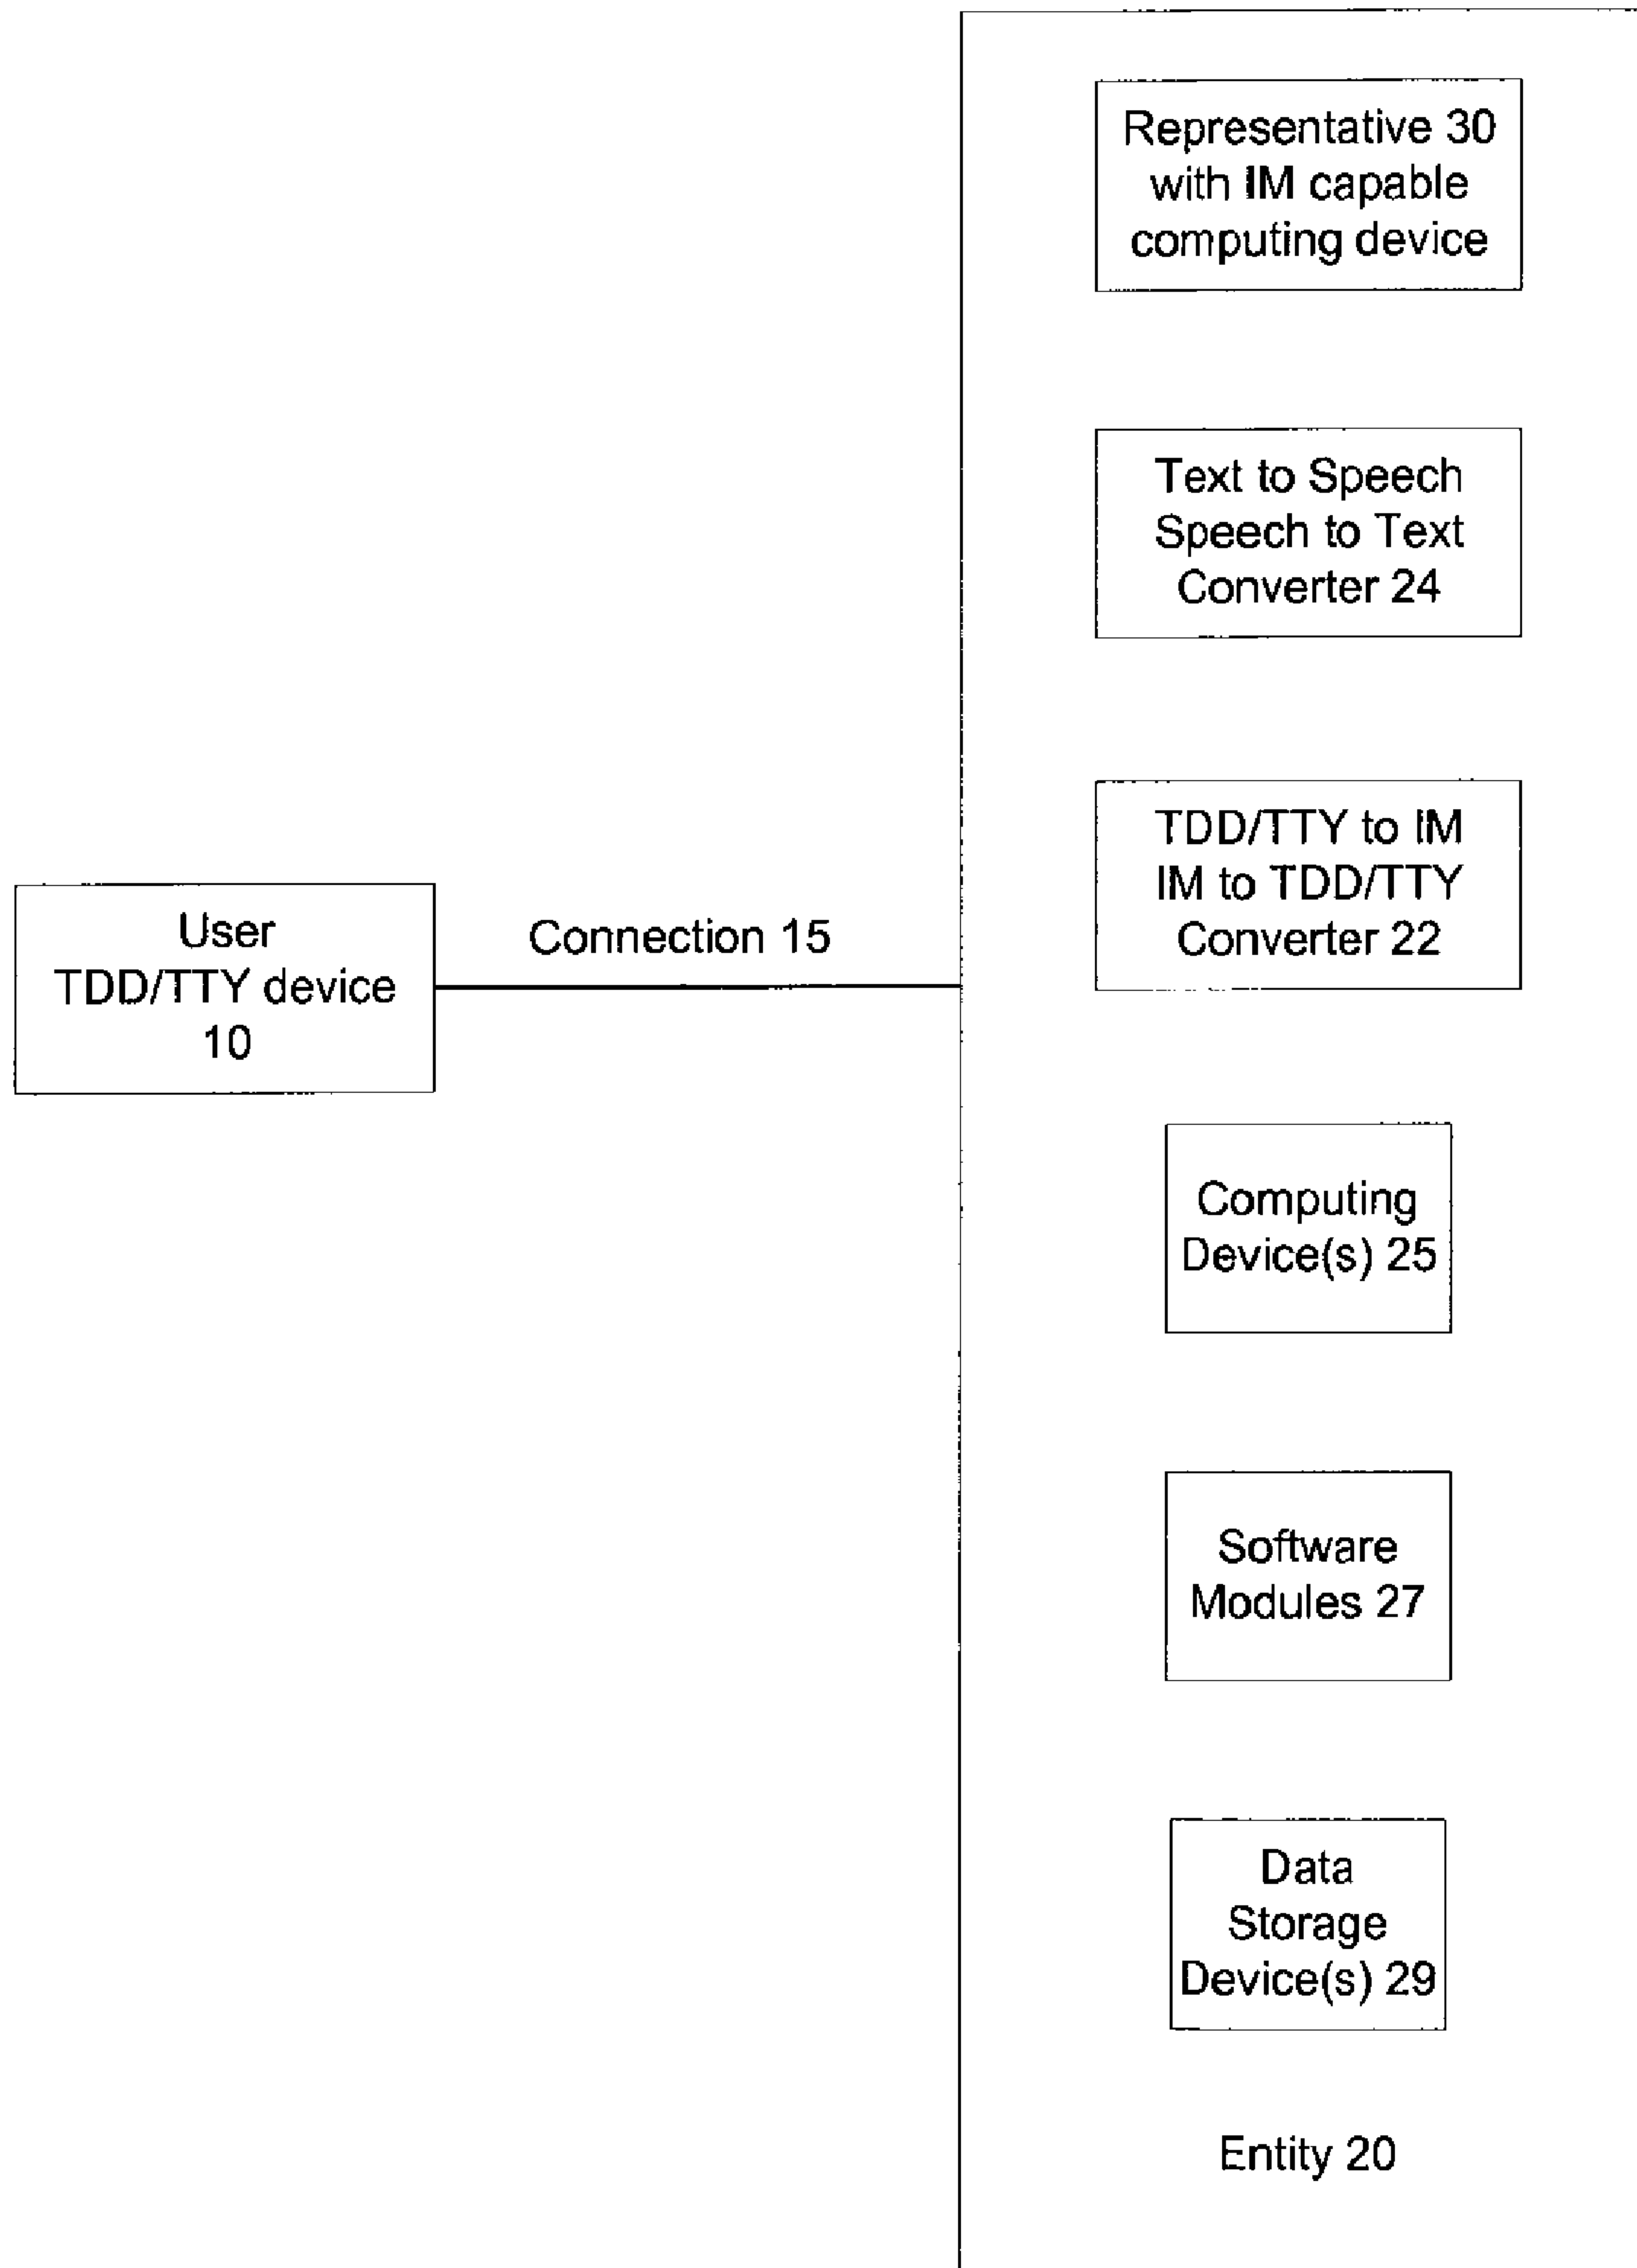 Representative 30
with IM capable
computing device
Text to Speech
Speech to Text
Converter 24
TDD/TTY to IM
IM to TDD/TTY
Converter 22
User
TDD/TTY device
10
Connection 15
Computing
Device(s) 25
Software
Modules 27
Data
Storage
Device(s) 29
Entity 20